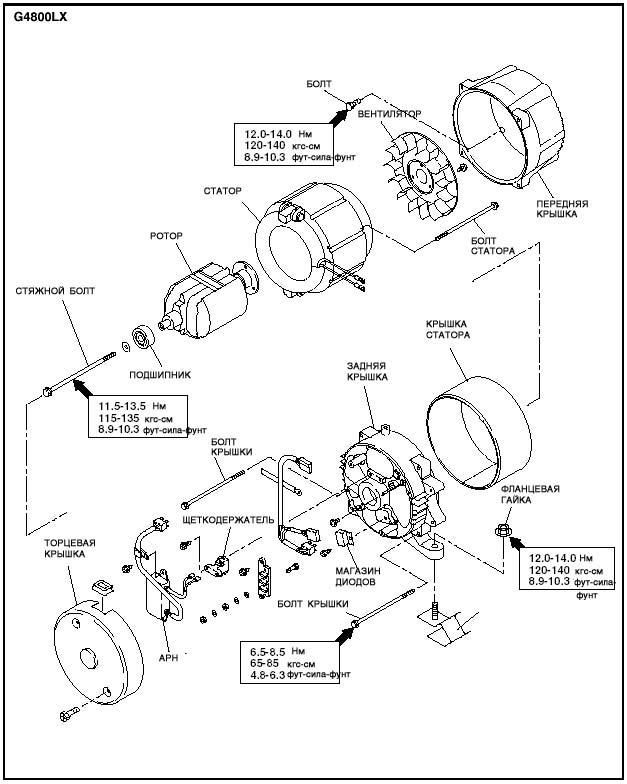 G4800LX
БОЛТ
ВЕНТИЛЯТОР
12.0-14.0 Нм
120-140 кгс-см
8.9-10.3 фут-сила-фунт
СТАТОР
ПЕРЕДНЯЯ
КРЫШКА
РОТОР
БОЛТ
СТАТОРА
СТЯЖНОЙ БОЛТ
КРЫШКА
СТАТОРА
ПОДШИПНИК
ЗАДНЯЯ
КРЫШКА
11.5-13.5 Нм
115-135 кгс-см
8.9-10.3 фут-сила-фунт
БОЛТ
КРЫШКИ
ФЛАНЦЕВАЯ
ГАЙКА
ЩЕТКОДЕРЖАТЕЛЬ
ТОРЦЕВАЯ
КРЫШКА
12.0-14.0 Нм
120-140 кгс-см
8.9-10.3 фут-сила-
фунт
МАГАЗИН
ДИОДОВ
БОЛТ КРЫШКИ
АРН
6.5-8.5 Нм
65-85 кгс-см
4.8-6.3 фут-сила-фунт